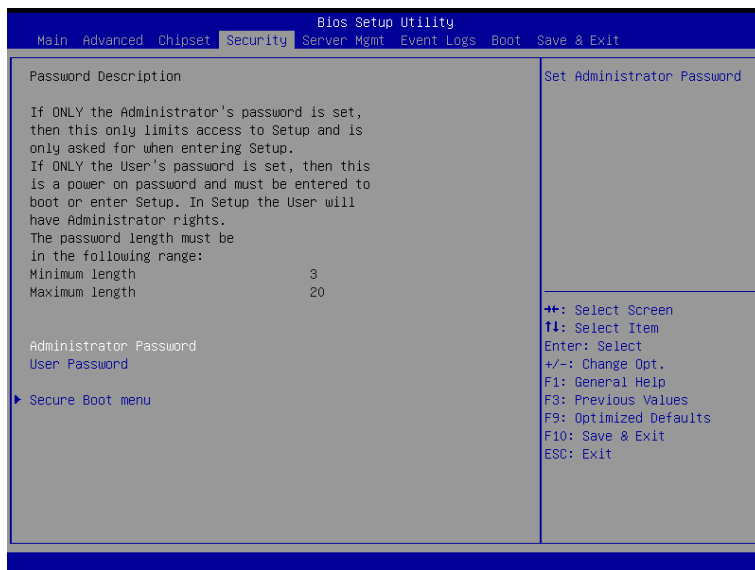 Bios Setup Utility
Main Advanced Chipset Security Server Mgmt Event Logs Boot Save & Exit
Password Description
If ONLY the Administrator's password is set,
then this only limits access to Setup and is
only asked for when entering Setup.
If ONLY the User's password is set, then this
is a power on password and must be entered to
boot or enter Setup. In Setup the User will
have Administrator rights.
The password length must be
in the following range:
Minimum length 3
Maximum length 20
Administrator Password
User Password
Secure Boot menu
Set Administrator Password
→←: Select Screen
↑↓: Select Item
Enter: Select
+/-: Change Opt.
F1: General Help
F3: Previous Values
F9: Optimized Defaults
F10: Save & Exit
ESC: Exit